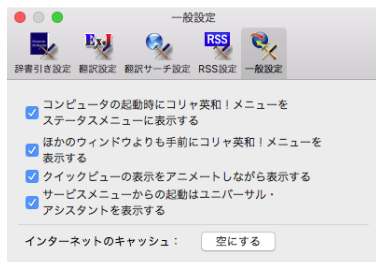 一般設定
Ex.J
RSS
辞書引き設定 翻訳設定 翻訳サーチ設定 RSS設定 一般設定
コンピュータの起動時にコリャ英和！メニューを
ステータスメニューに表示する
ほかのウィンドウよりも手前にコリャ英和！メニューを
表示する
クイックビューの表示をアニメートしながら表示する
サービスメニューからの起動はユニバーサル・
アシスタントを表示する
インターネットのキャッシュ： 空にする